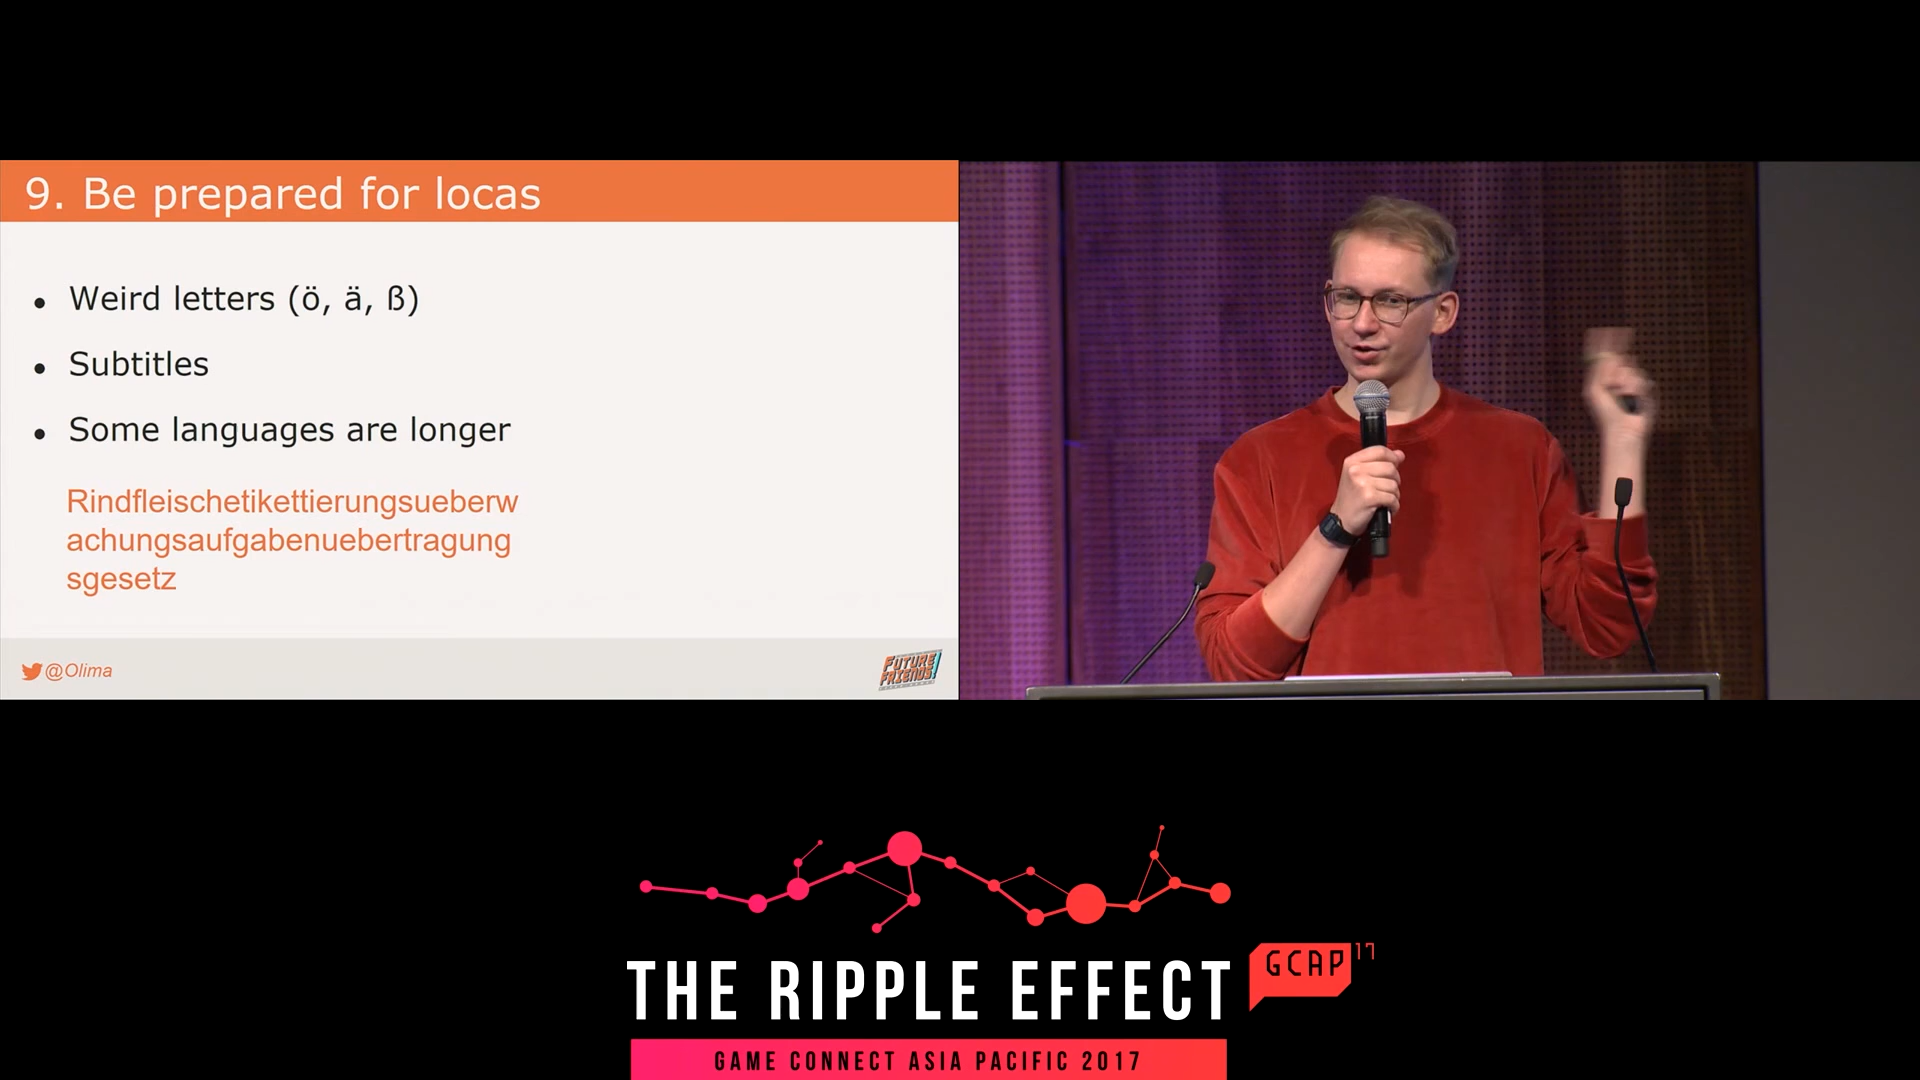 9. Be prepared for locas
• Weird letters (ö, ä, ß)
• Subtitles
• Some languages are longer
Rindfleischetikettierungsueberw
achungsaufgabenuebertragung
sgesetz
@Olima
FUTURE
FRIENDS!
THE RIPPLE EFFECT
GCAP 17
GAME CONNECT ASIA PACIFIC 2017